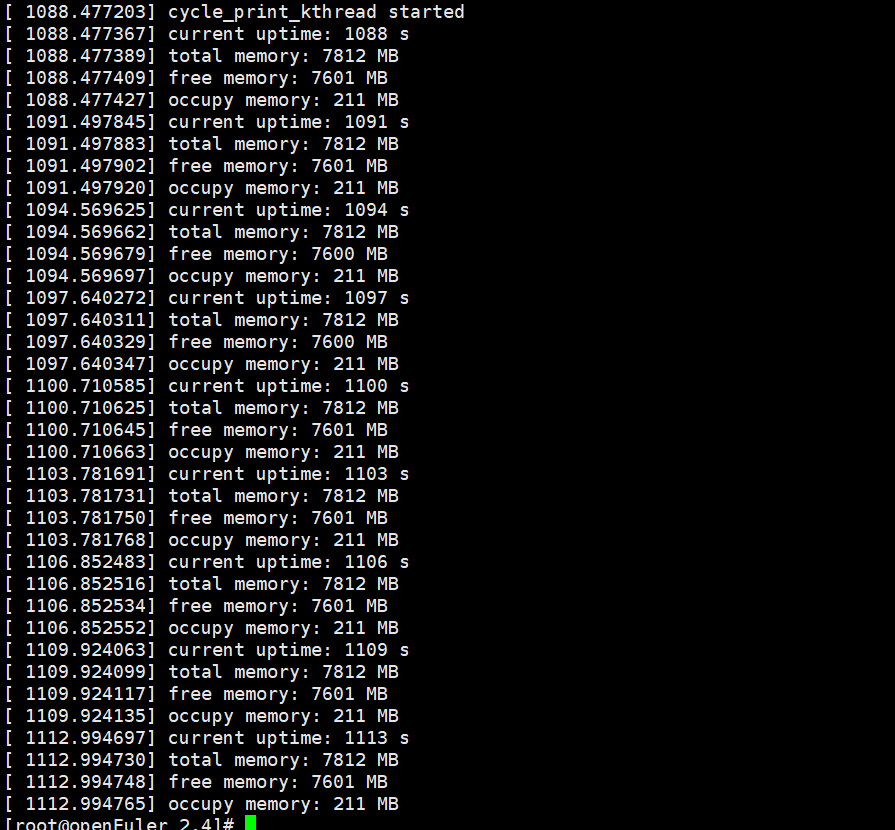 [ 1088.477203] cycle_print_kthread started
[ 1088.477367] current uptime: 1088 s
[ 1088.477389] total memory: 7812 MB
[ 1088.477409] free memory: 7601 MB
[ 1088.477427] occupy memory: 211 MB
[ 1091.497845] current uptime: 1091 s
[ 1091.497883] total memory: 7812 MB
[ 1091.497902] free memory: 7601 MB
[ 1091.497920] occupy memory: 211 MB
[ 1094.569625] current uptime: 1094 s
[ 1094.569662] total memory: 7812 MB
[ 1094.569679] free memory: 7600 MB
[ 1094.569697] occupy memory: 211 MB
[ 1097.640272] current uptime: 1097 s
[ 1097.640311] total memory: 7812 MB
[ 1097.640329] free memory: 7600 MB
[ 1097.640347] occupy memory: 211 MB
[ 1100.710585] current uptime: 1100 s
[ 1100.710625] total memory: 7812 MB
[ 1100.710645] free memory: 7601 MB
[ 1100.710663] occupy memory: 211 MB
[ 1103.781691] current uptime: 1103 s
[ 1103.781731] total memory: 7812 MB
[ 1103.781750] free memory: 7601 MB
[ 1103.781768] occupy memory: 211 MB
[ 1106.852483] current uptime: 1106 s
[ 1106.852516] total memory: 7812 MB
[ 1106.852534] free memory: 7601 MB
[ 1106.852552] occupy memory: 211 MB
[ 1109.924063] current uptime: 1109 s
[ 1109.924099] total memory: 7812 MB
[ 1109.924117] free memory: 7601 MB
[ 1109.924135] occupy memory: 211 MB
[ 1112.994697] current uptime: 1113 s
[ 1112.994730] total memory: 7812 MB
[ 1112.994748] free memory: 7601 MB
[ 1112.994765] occupy memory: 211 MB
[root@openEuler 2.4]#